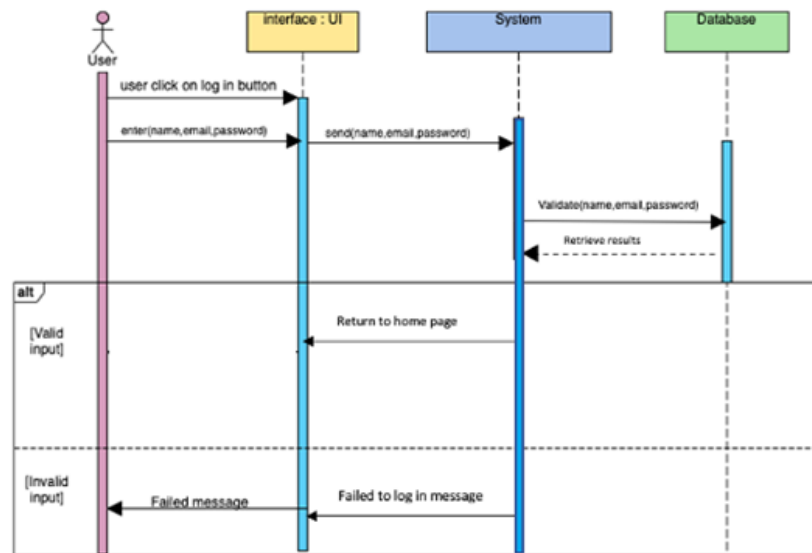 interface : UI
System
Database
User
user click on log in button
enter(name,email,password)
send(name,email,password)
Validate(name,email,password)
Retrieve results
alt
[Valid
input]
Return to home page
[Invalid
input]
Failed message
Failed to log in message